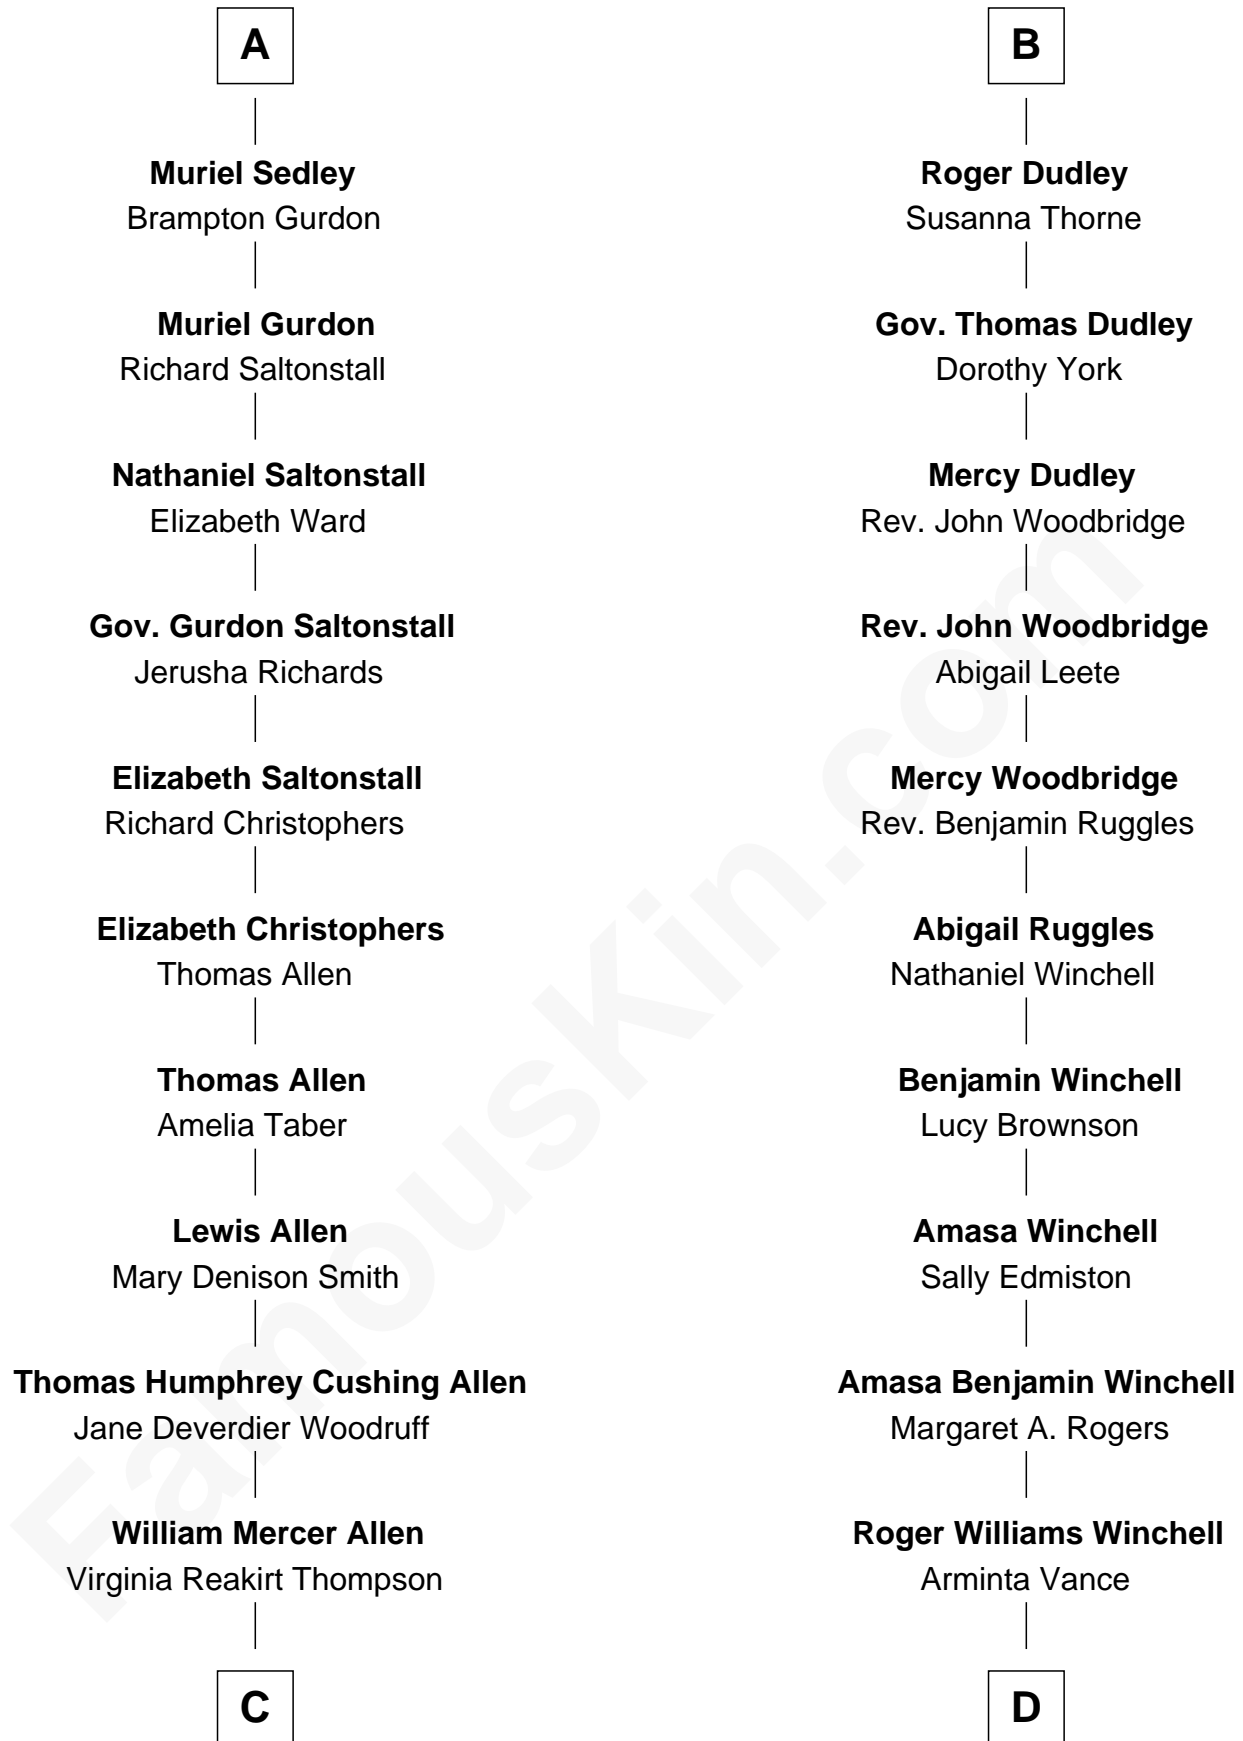 A
Muriel Sedley
Brampton Gurdon
Muriel Gurdon
Richard Saltonstall
Nathaniel Saltonstall
Elizabeth Ward
Gov. Gurdon Saltonstall
Jerusha Richards
Elizabeth Saltonstall
Richard Christophers
Elizabeth Christophers
Thomas Allen
Thomas Allen
Amelia Taber
Lewis Allen
Mary Denison Smith
Thomas Humphrey Cushing Allen
Jane Deverdier Woodruff
William Mercer Allen
Virginia Reakirt Thompson
C
B
Roger Dudley
Susanna Thorne
Gov. Thomas Dudley
Dorothy York
Mercy Dudley
Rev. John Woodbridge
Rev. John Woodbridge
Abigail Leete
Mercy Woodbridge
Rev. Benjamin Ruggles
Abigail Ruggles
Nathaniel Winchell
Benjamin Winchell
Lucy Brownson
Amasa Winchell
Sally Edmiston
Amasa Benjamin Winchell
Margaret A. Rogers
Roger Williams Winchell
Arminta Vance
D
FamousKin.com